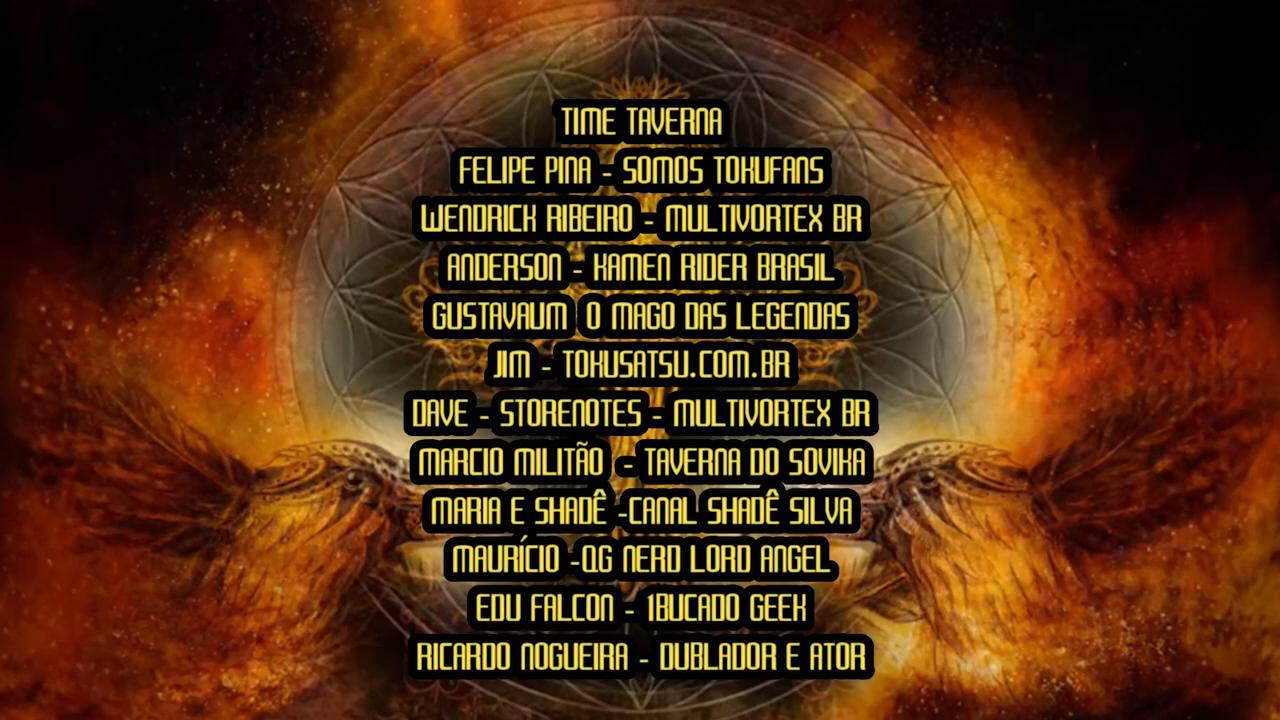 TIME TAVERNA
FELIPE PINA - SOMOS TOKUFANS
WENDRICK RIBEIRO - MULTIVORTEX BR
ANDERSON - KAMEN RIDER BRASIL
GUSTAVAUM O MAGO DAS LEGENDAS
JIM - TOKUSATSU.COM.BR
DAVE - STORENOTES - MULTIVORTEX BR
MARCIO MILITÃO - TAVERNA DO SOVIKA
MARIA E SHADÊ -CANAL SHADÊ SILVA
MAURÍCIO -QG NERD LORD ANGEL
EDU FALCON - 1BUCADO GEEK
RICARDO NOGUEIRA - DUBLADOR E ATOR